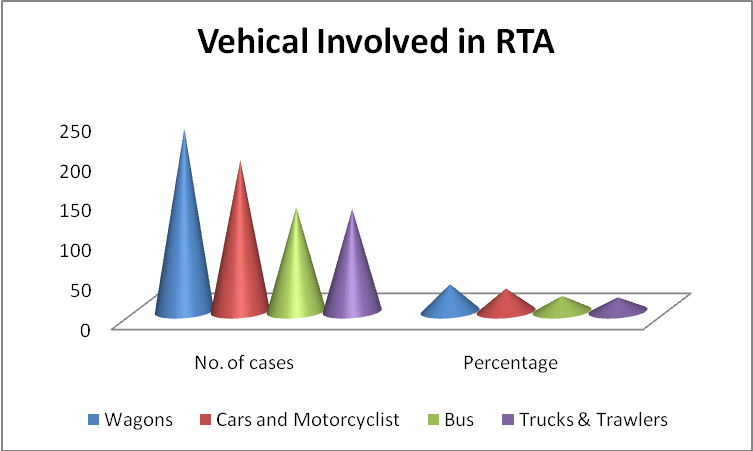 Vehical Involved in RTA
250
200
150
100
50
0
No. of cases Percentage
Wagons Cars and Motorcyclist Bus Trucks & Trawlers